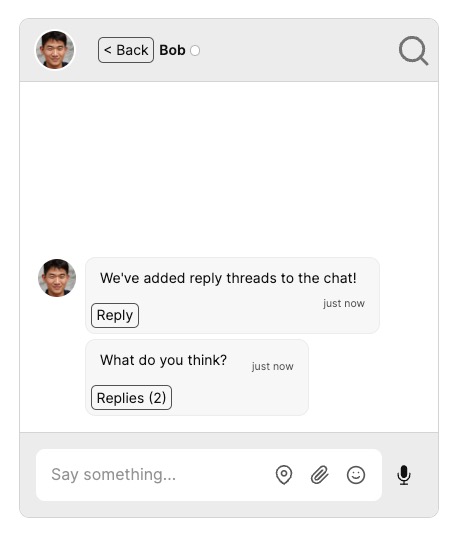 < Back Bob
We've added reply threads to the chat!
just now
Reply
What do you think?
just now
Replies (2)
Say something...